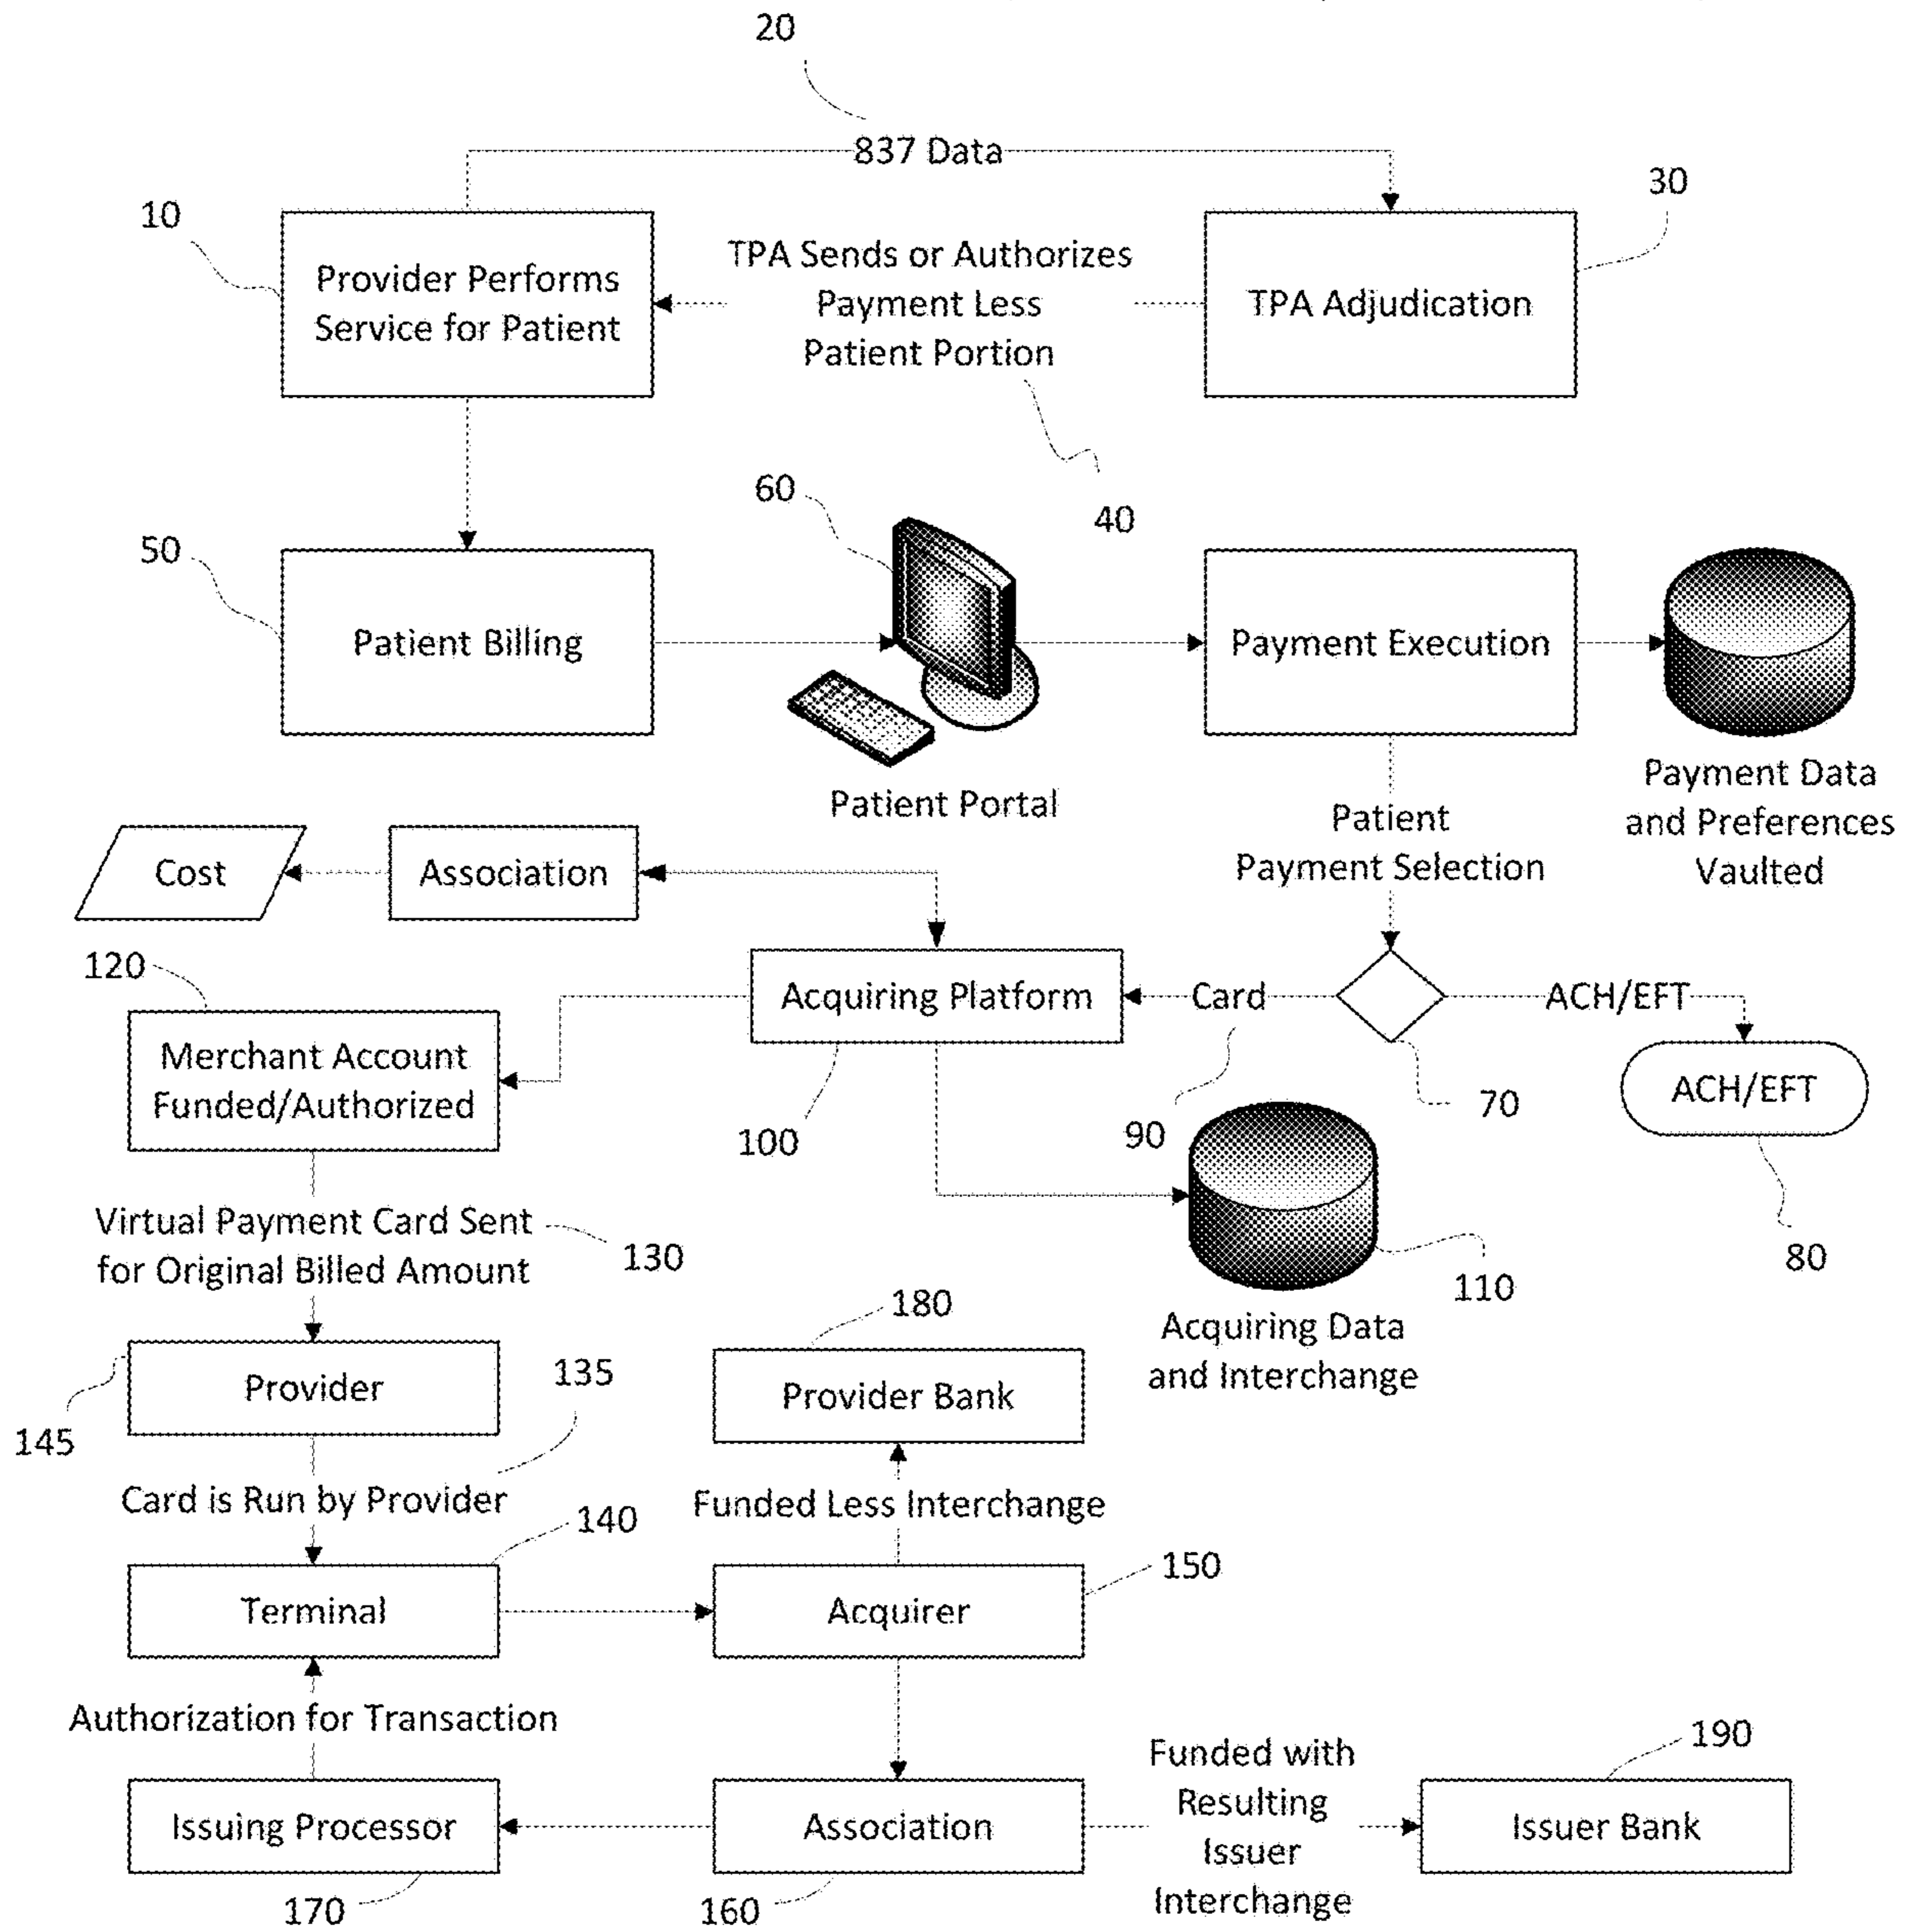 20
837 Data
10
30
Provider Performs
Service for Patient
TPA Sends or Authorizes
Payment Less
Patient Portion
TPA Adjudication
40
50
60
Patient Billing
Payment Execution
Patient Portal
Payment Data
and Preferences
Vaulted
Patient
Payment Selection
Cost
Association
120
Acquiring Platform
Card
ACH/EFT
Merchant Account
Funded/Authorized
100
90
70
ACH/EFT
80
Virtual Payment Card Sent
for Original Billed Amount
130
110
Acquiring Data
and Interchange
180
Provider
145
135
Provider Bank
Card is Run by Provider
Funded Less Interchange
140
150
Terminal
Acquirer
Authorization for Transaction
Funded with
Resulting
Issuer
Interchange
190
Issuing Processor
Association
Issuer Bank
170
160